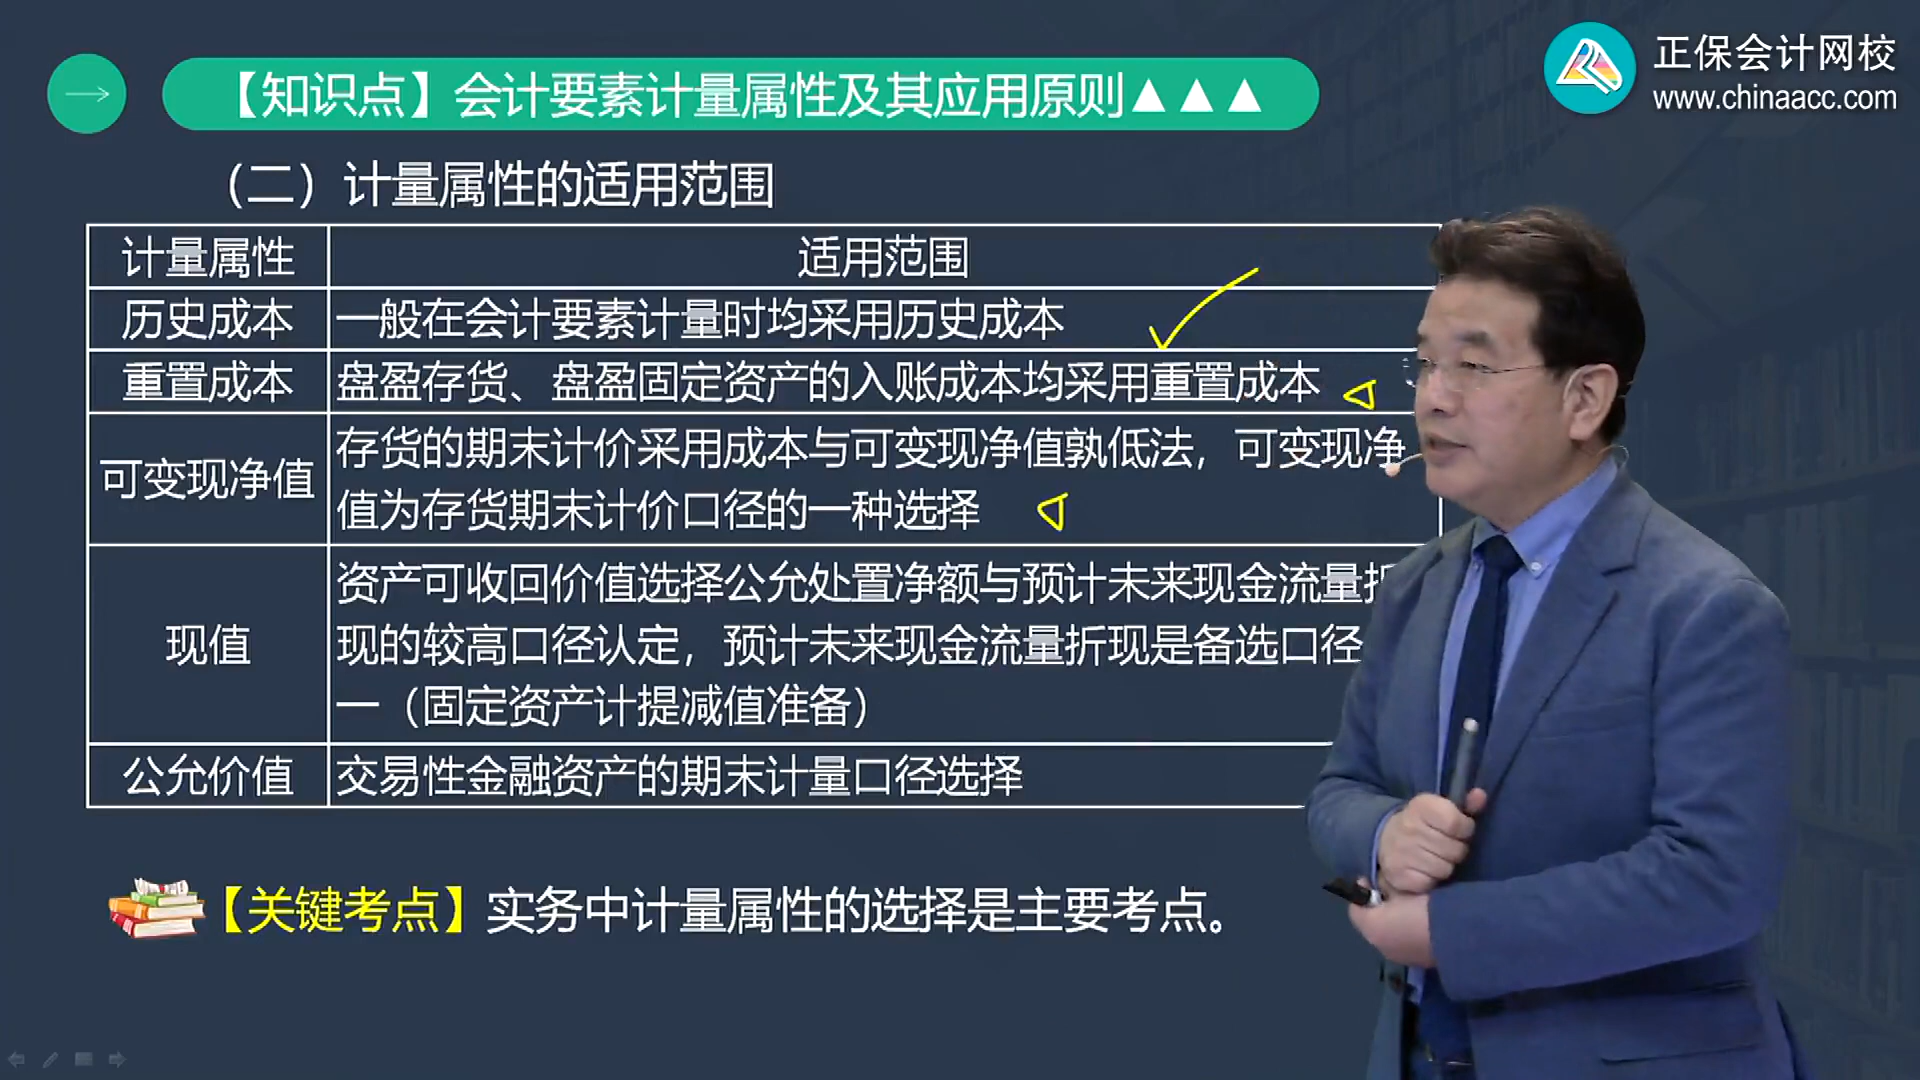 正保会计网校
www.chinaacc.com
【知识点】会计要素计量属性及其应用原则▲▲▲
（二）计量属性的适用范围
计量属性 适用范围
历史成本 一般在会计要素计量时均采用历史成本
重置成本 盘盈存货、盘盈固定资产的入账成本均采用重置成本
可变现净值 存货的期末计价采用成本与可变现净值孰低法，可变现净
值为存货期末计价口径的一种选择
现值 资产可收回价值选择公允处置净额与预计未来现金流量折
现的较高口径认定，预计未来现金流量折现是备选口径
一（固定资产计提减值准备）
公允价值 交易性金融资产的期末计量口径选择
【关键考点】实务中计量属性的选择是主要考点。